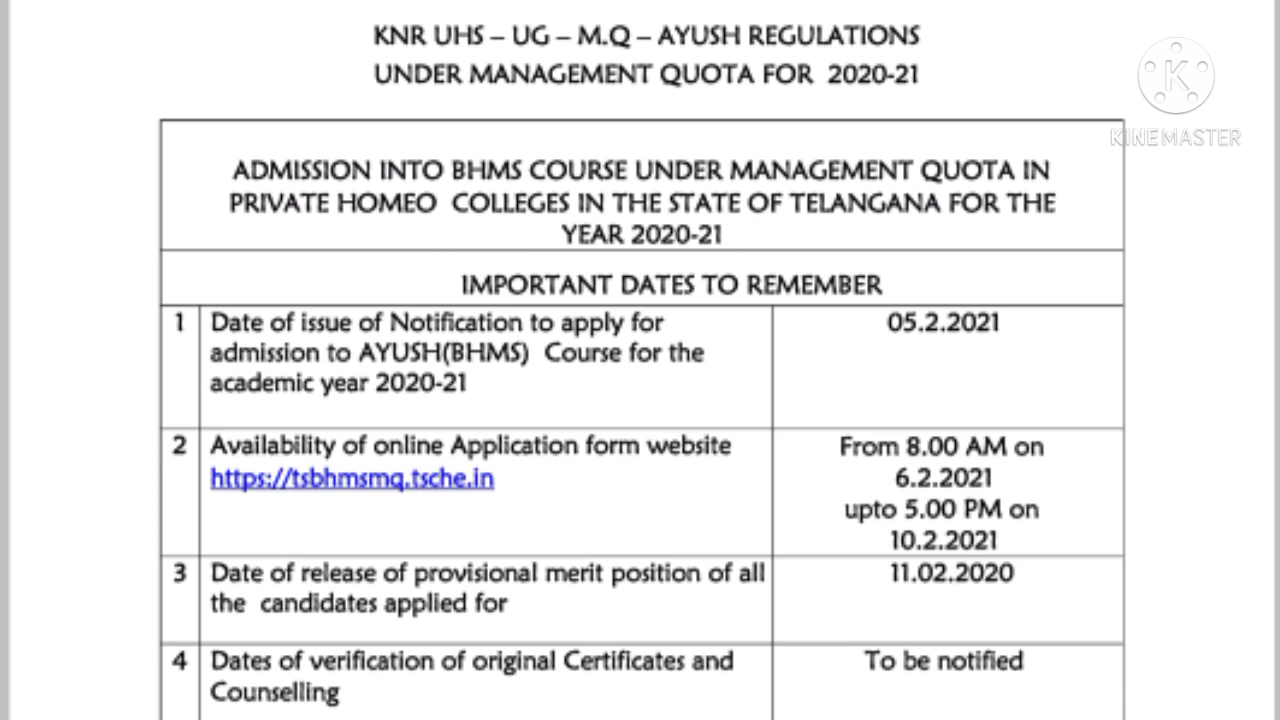 KNR UHS – UG – M.Q – AYUSH REGULATIONS
UNDER MANAGEMENT QUOTA FOR 2020-21
K
KINEMASTER
ADMISSION INTO BHMS COURSE UNDER MANAGEMENT QUOTA IN
PRIVATE HOMEO COLLEGES IN THE STATE OF TELANGANA FOR THE
YEAR 2020-21
IMPORTANT DATES TO REMEMBER
1 Date of issue of Notification to apply for
admission to AYUSH(BHMS) Course for the
academic year 2020-21
05.2.2021
2 Availability of online Application form website
https://tsbhmsmq.tsche.in
From 8.00 AM on
6.2.2021
upto 5.00 PM on
10.2.2021
3 Date of release of provisional merit position of all
the candidates applied for
11.02.2020
4 Dates of verification of original Certificates and
Counselling
To be notified